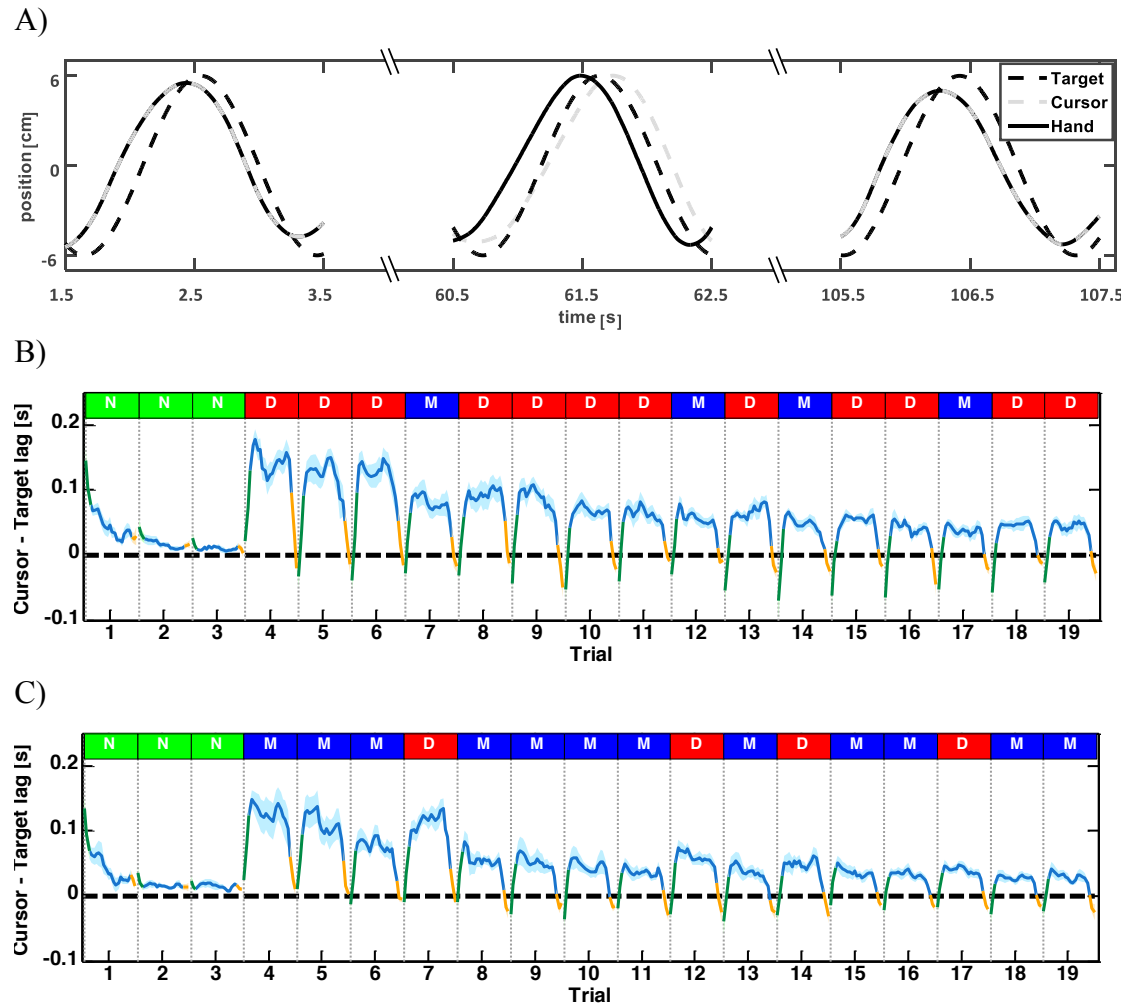 A)
6
0
-6
position [cm]
Target
Cursor
Hand
1.5 2.5 3.5 60.5 61.5 62.5 105.5 106.5 107.5
time [s]
B)
N N N D D D M D D D D M D M D D M D D
0.2
0.1
0
-0.1
Cursor - Target lag [s]
1 2 3 4 5 6 7 8 9 10 11 12 13 14 15 16 17 18 19
Trial
C)
N N N M M M D M M M M D M D M M D M M
0.2
0.1
0
-0.1
Cursor - Target lag [s]
1 2 3 4 5 6 7 8 9 10 11 12 13 14 15 16 17 18 19
Trial